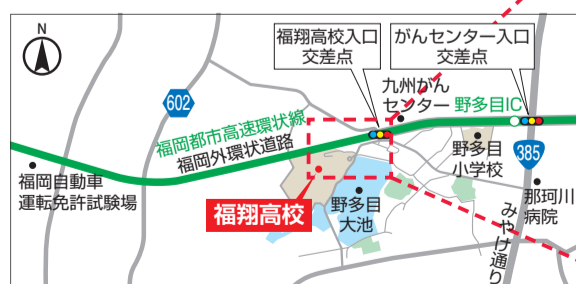 N
福翔高校入口
交差点
がんセンター入口
交差点
602
九州がん
センター
野多目IC
福岡都市高速環状線
福岡外環状道路
野多目
小学校
385
福岡自動車
運転免許試験場
福翔高校
野多目
大池
那珂川
病院
みやけ通り